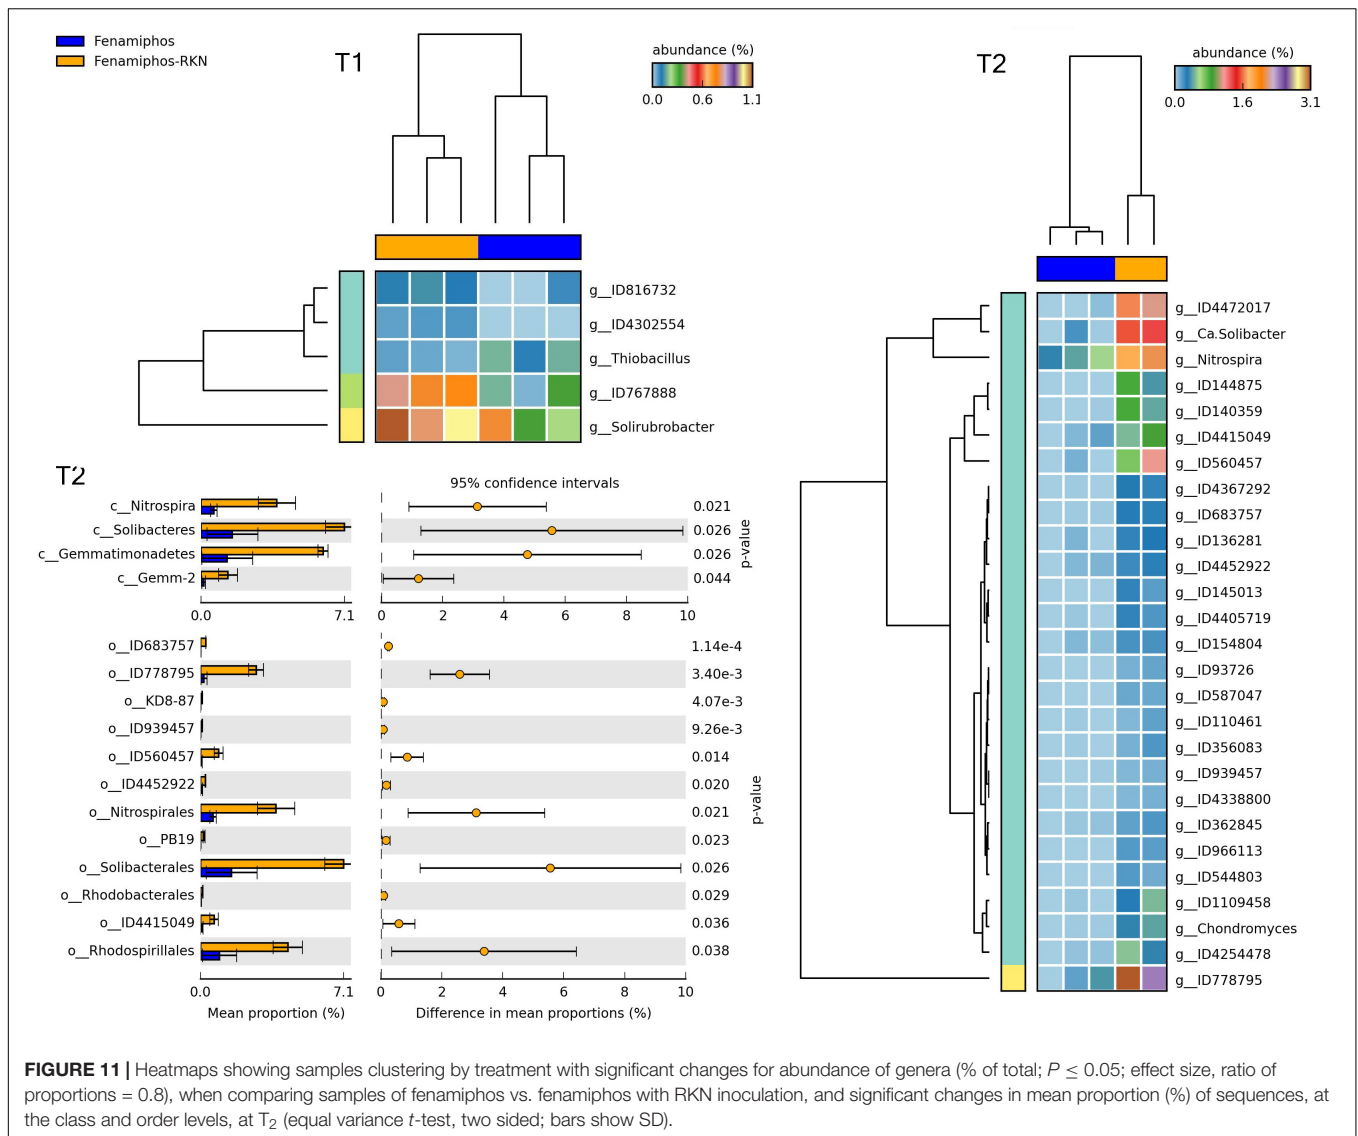 Fenamiphos
Fenamiphos-RKN
T1
abundance (%)
0.0 0.6 1.1
g__ID816732
g__ID4302554
g__Thiobacillus
g__ID767888
g__Solirubrobacter
T2
95% confidence intervals
c__Nitrospira 0.021
c__Solibacteres 0.026
c__Gemmatimonadetes 0.026
c__Gemm-2 0.044
p-value
0.0 7.1 0 2 4 6 8 10
o__ID683757 1.14e-4
o__ID778795 3.40e-3
o__KD8-87 4.07e-3
o__ID939457 9.26e-3
o__ID560457 0.014
o__ID4452922 0.020
o__Nitrospirales 0.021
o__PB19 0.023
o__Solibacterales 0.026
o__Rhodobacterales 0.029
o__ID4415049 0.036
o__Rhodospirillales 0.038
p-value
0.0 7.1 0 2 4 6 8 10
Mean proportion (%) Difference in mean proportions (%)
T2
abundance (%)
0.0 1.6 3.1
g__ID4472017
g__Ca.Solibacter
g__Nitrospira
g__ID144875
g__ID140359
g__ID4415049
g__ID560457
g__ID4367292
g__ID683757
g__ID136281
g__ID4452922
g__ID145013
g__ID4405719
g__ID154804
g__ID93726
g__ID587047
g__ID110461
g__ID356083
g__ID939457
g__ID4338800
g__ID362845
g__ID966113
g__ID544803
g__ID1109458
g__Chondromyces
g__ID4254478
g__ID778795
FIGURE 11 | Heatmaps showing samples clustering by treatment with significant changes for abundance of genera (% of total; P ≤ 0.05; effect size, ratio of
proportions = 0.8), when comparing samples of fenamiphos vs. fenamiphos with RKN inoculation, and significant changes in mean proportion (%) of sequences, at
the class and order levels, at T2 (equal variance t-test, two sided; bars show SD).